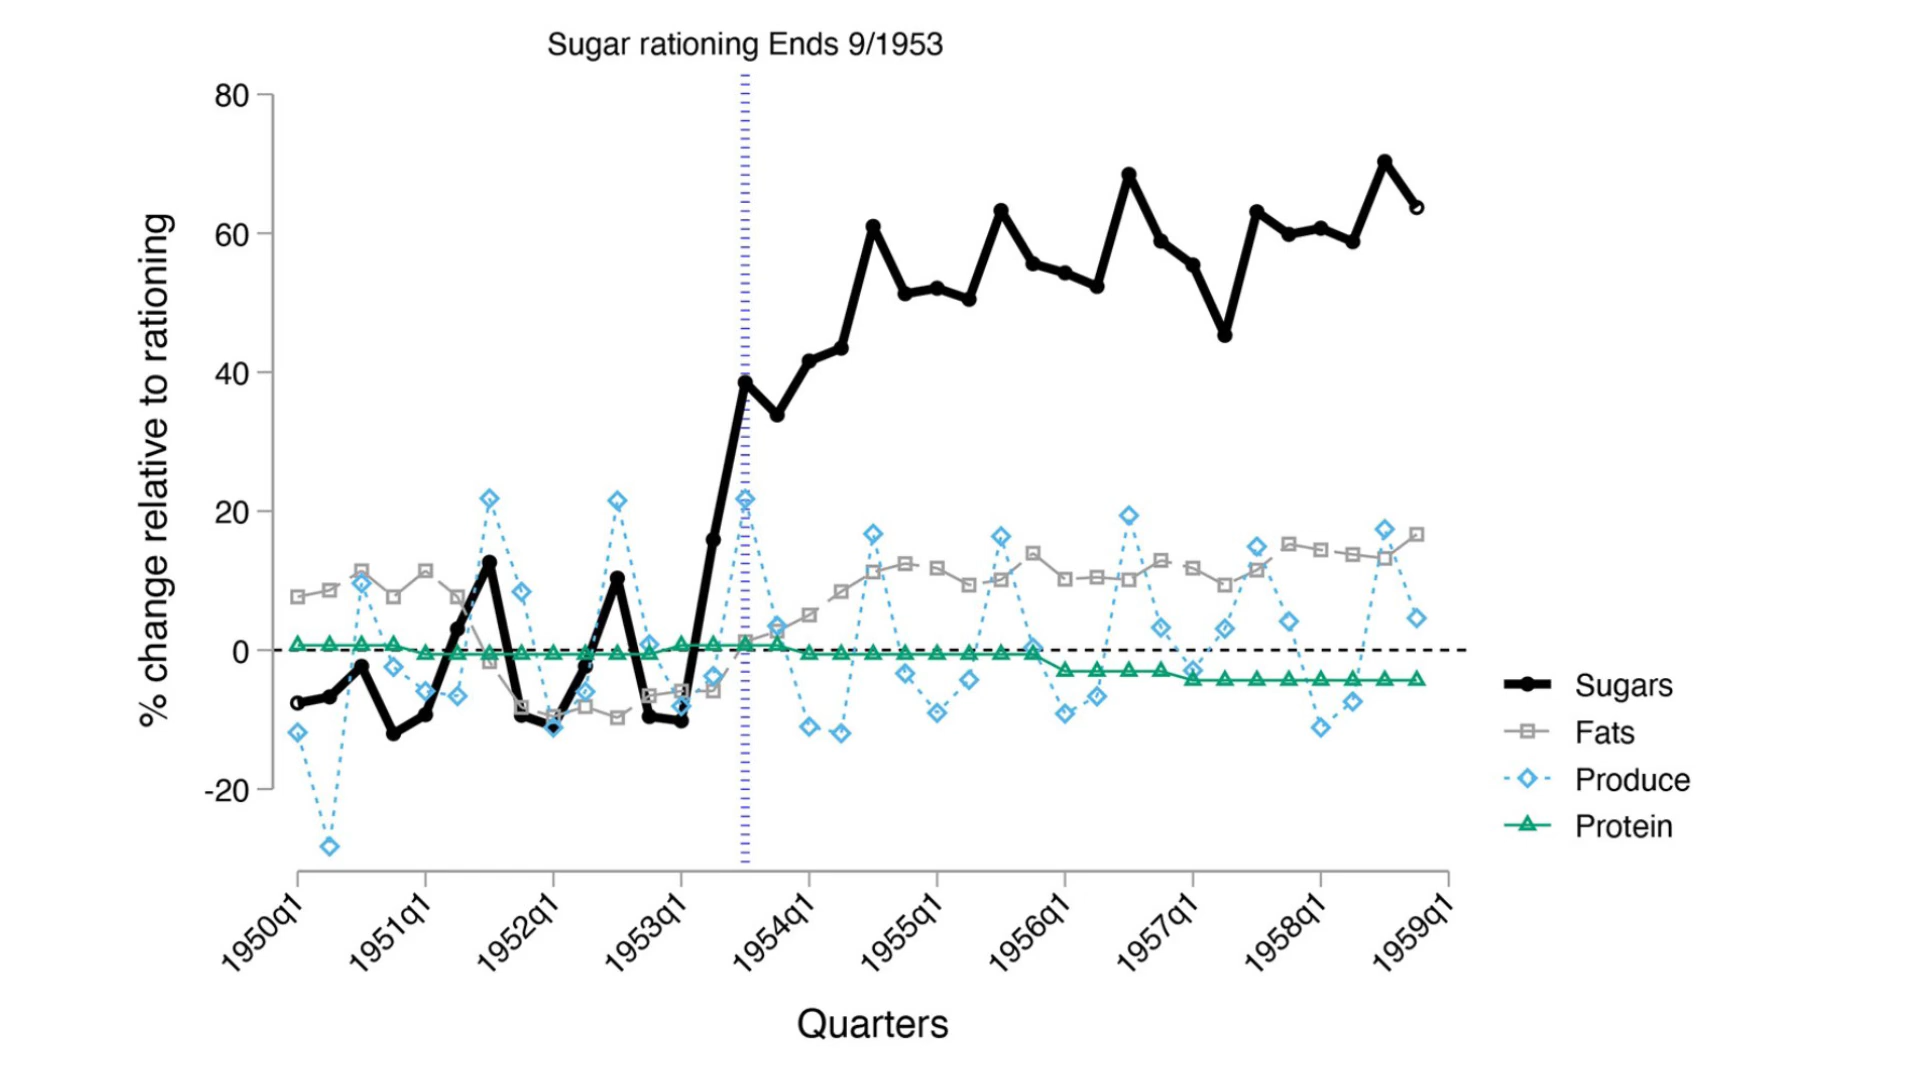 Sugar rationing Ends 9/1953
80
60
40
20
0
-20
% change relative to rationing
1950q1
1951q1
1952q1
1953q1
1954q1
1955q1
1956q1
1957q1
1958q1
1959q1
Quarters
Sugars
Fats
Produce
Protein